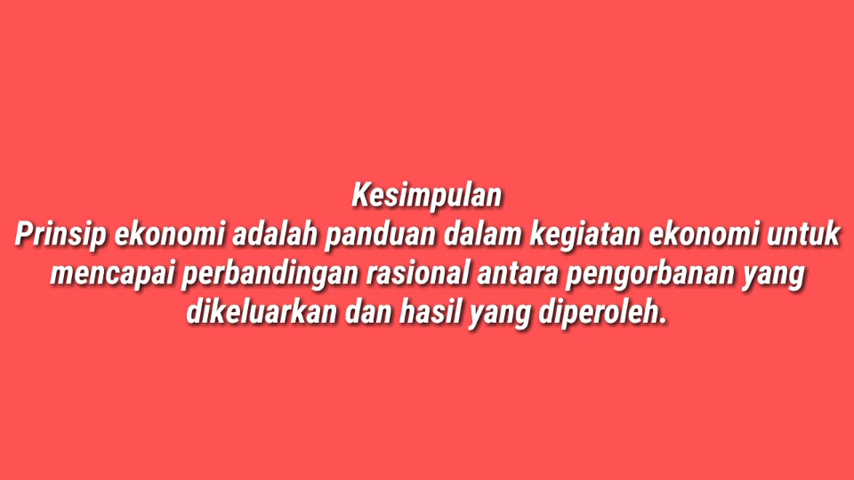 Kesimpulan
Prinsip ekonomi adalah panduan dalam kegiatan ekonomi untuk
mencapai perbandingan rasional antara pengorbanan yang
dikeluarkan dan hasil yang diperoleh.